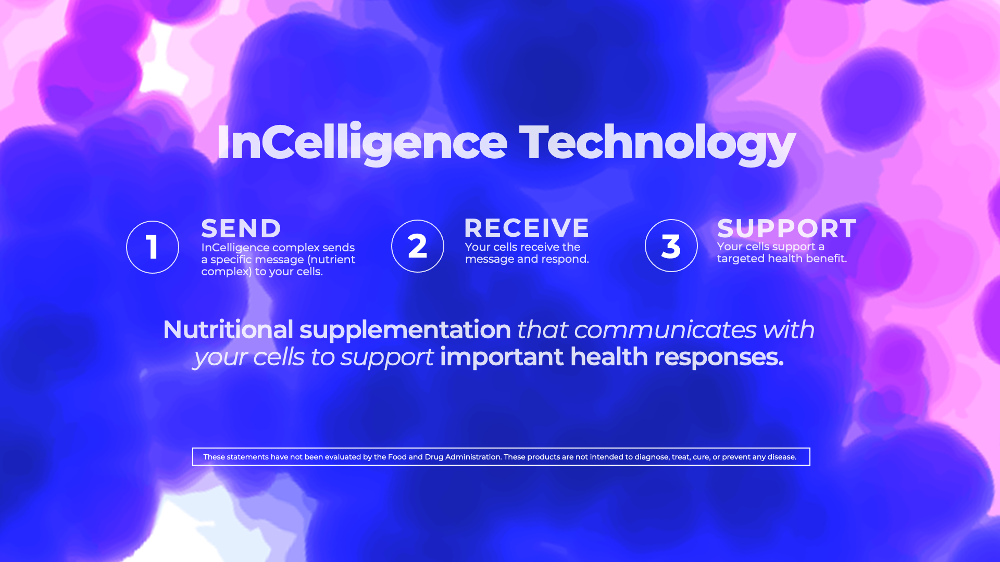 InCelligence Technology
1
SEND
InCelligence complex sends
a specific message (nutrient
complex) to your cells.
2
RECEIVE
Your cells receive the
message and respond.
3
SUPPORT
Your cells support a
targeted health benefit.
Nutritional supplementation that communicates with
your cells to support important health responses.
These statements have not been evaluated by the Food and Drug Administration. These products are not intended to diagnose, treat, cure, or prevent any disease.